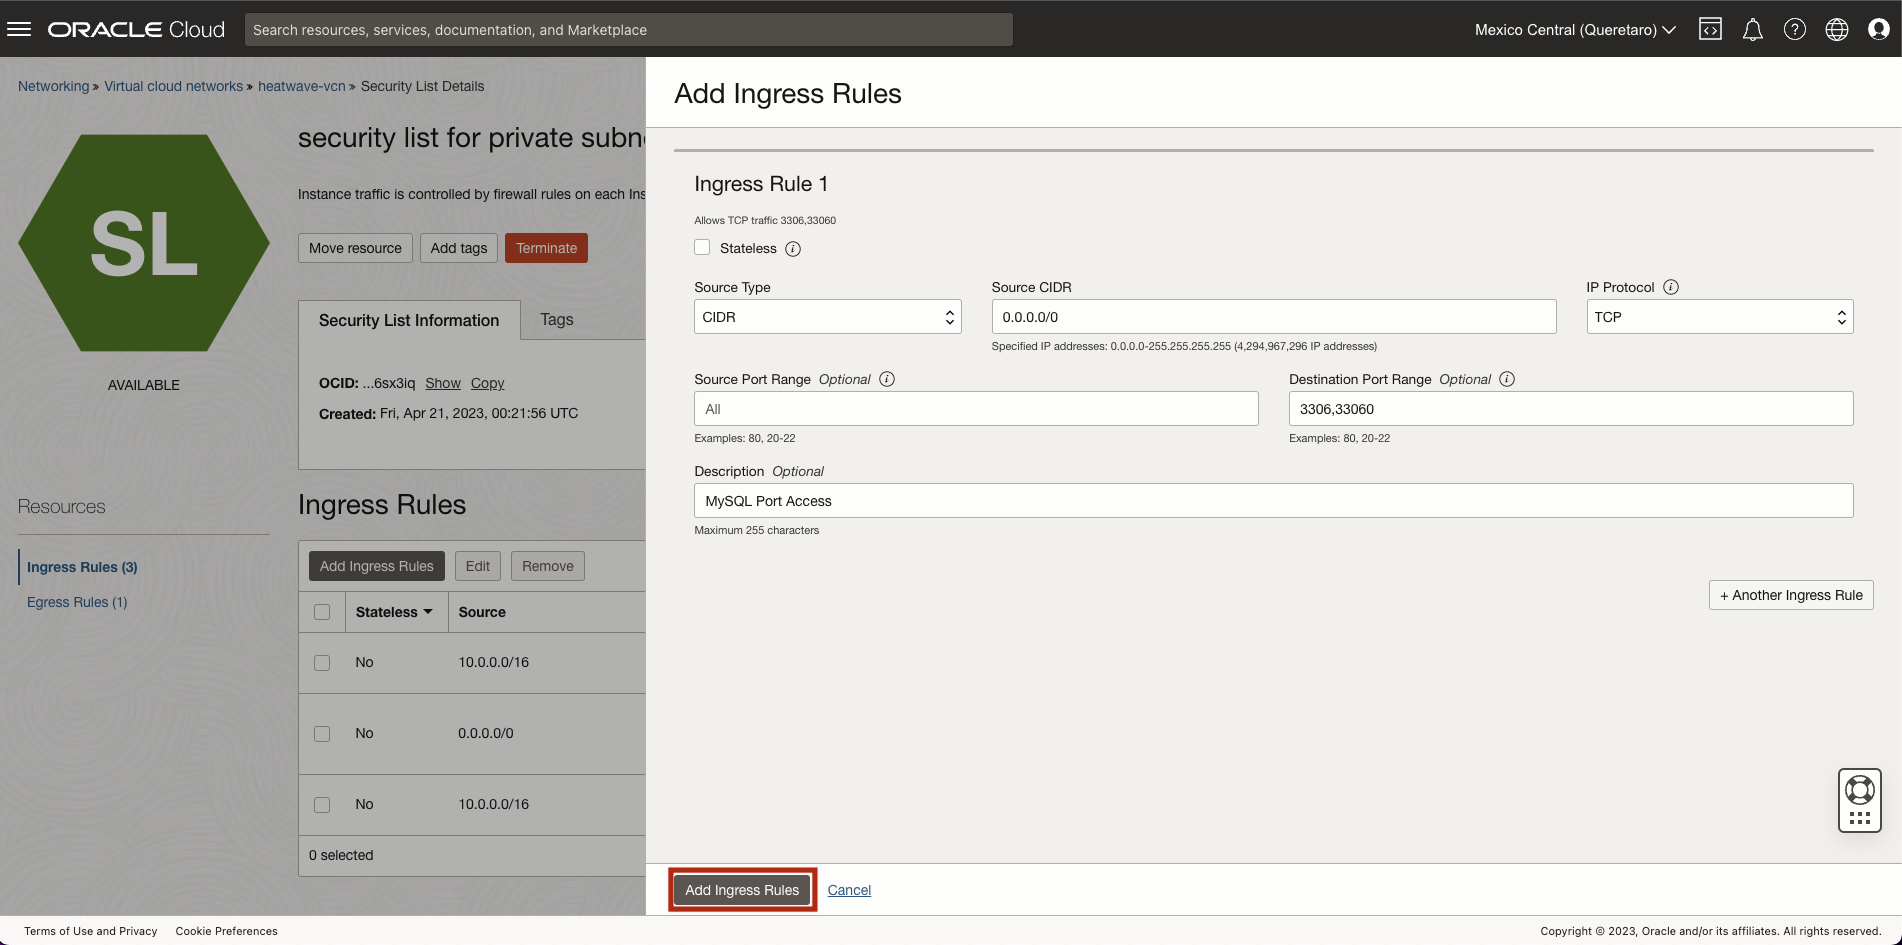 ORACLE Cloud
Search resources, services, documentation, and Marketplace
Mexico Central (Queretaro)
Networking » Virtual cloud networks » heatwave-vcn » Security List Details
SL
AVAILABLE
security list for private subn
Instance traffic is controlled by firewall rules on each Ins
Move resource
Add tags
Terminate
Security List Information
Tags
OCID: ...6sx3iq Show Copy
Created: Fri, Apr 21, 2023, 00:21:56 UTC
Resources
Ingress Rules (3)
Egress Rules (1)
Ingress Rules
Add Ingress Rules
Edit
Remove
Stateless
Source
No
10.0.0.0/16
No
0.0.0.0/0
No
10.0.0.0/16
0 selected
Add Ingress Rules
Ingress Rule 1
Allows TCP traffic 3306,33060
Stateless
Source Type
Source CIDR
IP Protocol
CIDR
0.0.0.0/0
TCP
Specified IP addresses: 0.0.0.0-255.255.255.255 (4,294,967,296 IP addresses)
Source Port Range Optional
Destination Port Range Optional
All
3306,33060
Examples: 80, 20-22
Examples: 80, 20-22
Description Optional
MySQL Port Access
Maximum 255 characters
+ Another Ingress Rule
Add Ingress Rules
Cancel
Terms of Use and Privacy
Cookie Preferences
Copyright © 2023, Oracle and/or its affiliates. All rights reserved.